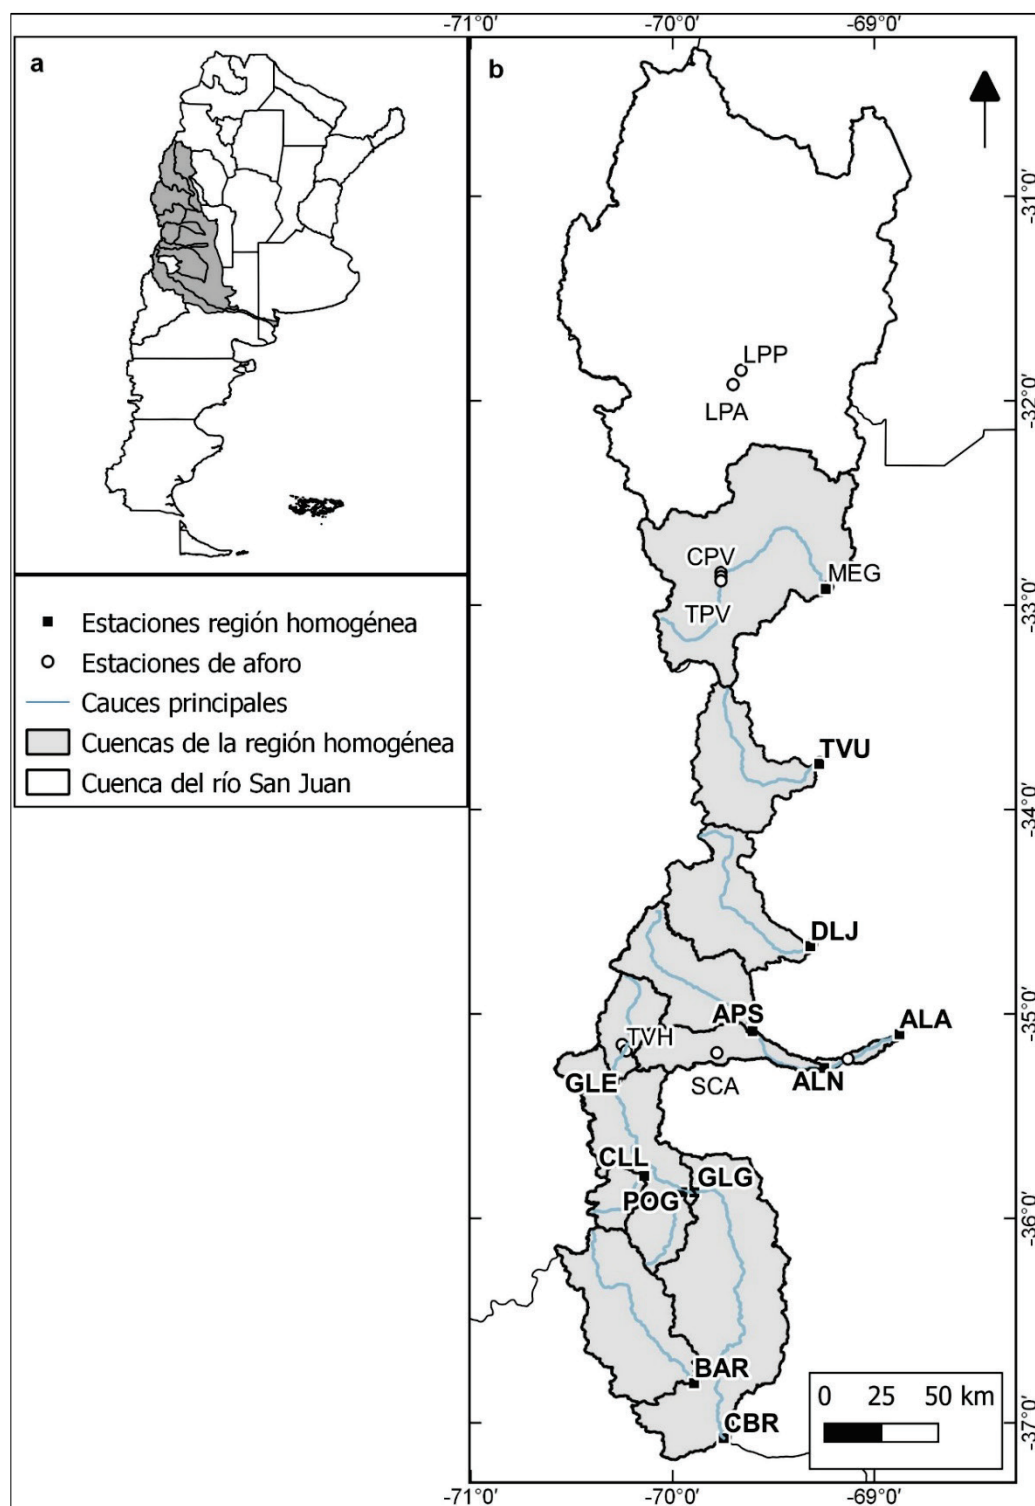 -71°0'
-70°0'
-69°0'
a
b
-31°0'
LPP
-32°0'
LPA
CPV
MEG
-33°0'
TPV
Estaciones región homogénea
Estaciones de aforo
Cauces principales
Cuencas de la región homogénea
Cuenca del río San Juan
TVU
-34°0'
DLJ
-35°0'
APS
ALA
TVH
SCA
ALN
GLE
CLL
GLG
POG
-36°0'
BAR
0 25 50 km
CBR
-37°0'
-71°0'
-70°0'
-69°0'